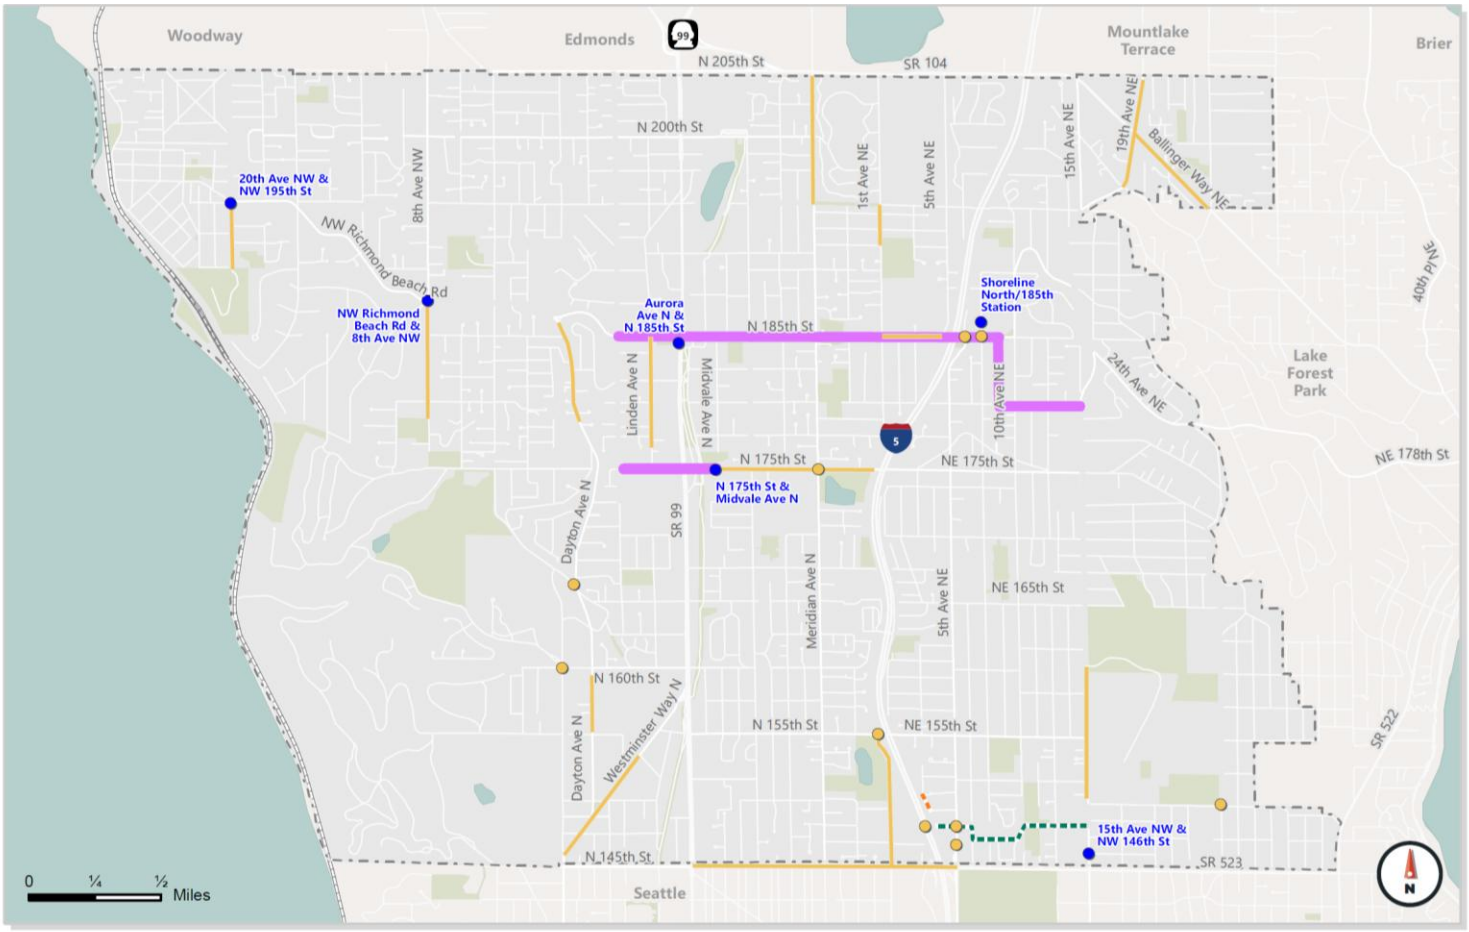 Woodway
Edmonds
99
Mountlake
Terrace
Brier
N 205th St
SR 104
N 200th St
8th Ave NW
1st Ave NE
5th Ave NE
15th Ave NE
19th Ave NE
Ballinger Way NE
20th Ave NW &
NW 195th St
NW Richmond Beach Rd
40th Pl NE
NW Richmond
Beach Rd &
8th Ave NW
Aurora
Ave N &
N 185th St
N 185th St
Shoreline
North/185th
Station
Linden Ave N
Midvale Ave N
10th Ave NE
24th Ave NE
Lake
Forest
Park
5
N 175th St
NE 175th St
NE 178th St
N 175th St &
Midvale Ave N
Dayton Ave N
SR 99
Meridian Ave N
5th Ave NE
NE 165th St
N 160th St
Westminster Way N
Dayton Ave N
N 155th St
NE 155th St
SR 522
15th Ave NW &
NW 146th St
N 145th St
SR 523
Seattle
0 ¼ ½
Miles
N